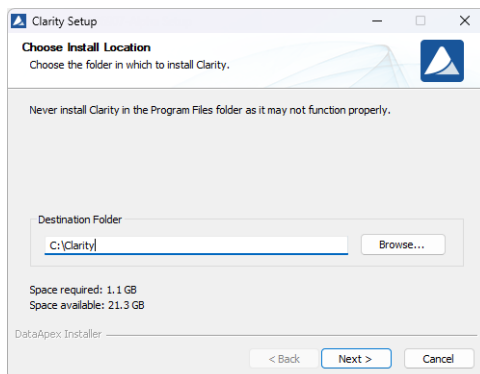 Clarity Setup
Choose Install Location
Choose the folder in which to install Clarity.
Never install Clarity in the Program Files folder as it may not function properly.
Destination Folder
C:\Clarity
Browse...
Space required: 1.1 GB
Space available: 21.3 GB
DataApex Installer
< Back Next > Cancel